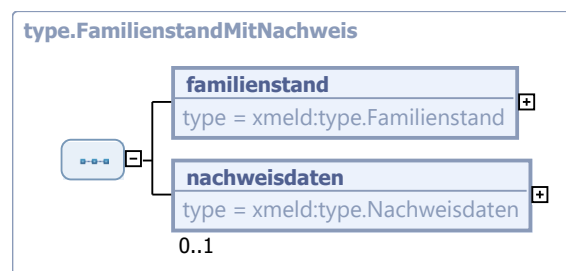 type.FamilienstandMitNachweis
familienstand
type = xmeld:type.Familienstand
nachweisdaten
type = xmeld:type.Nachweisdaten
0..1